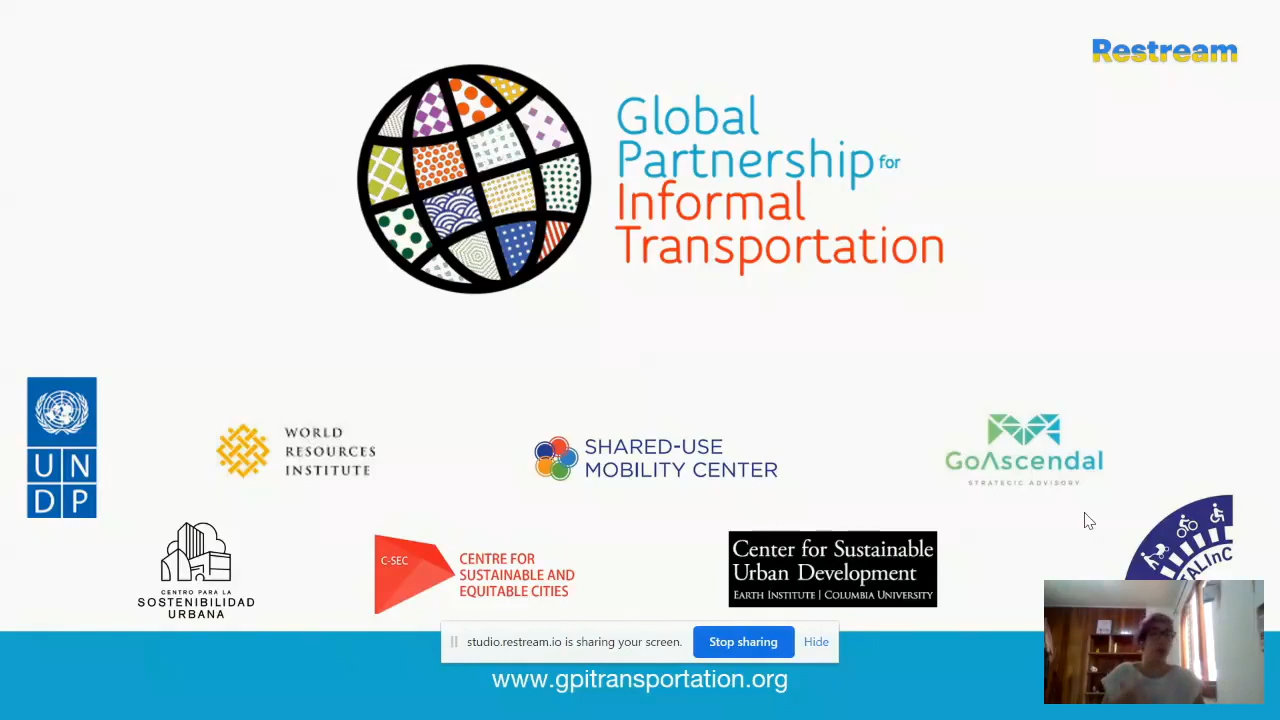 Restream
Global
Partnership for
Informal
Transportation
UN
DP
WORLD
RESOURCES
INSTITUTE
SHARED-USE
MOBILITY CENTER
GoAscendal
STRATEGIC ADVISORY
CENTRO PARA LA
SOSTENIBILIDAD
URBANA
C-SEC
CENTRE FOR
SUSTAINABLE AND
EQUITABLE CITIES
Center for Sustainable
Urban Development
EARTH INSTITUTE | COLUMBIA UNIVERSITY
studio.restream.io is sharing your screen.
Stop sharing
Hide
www.gpitransportation.org